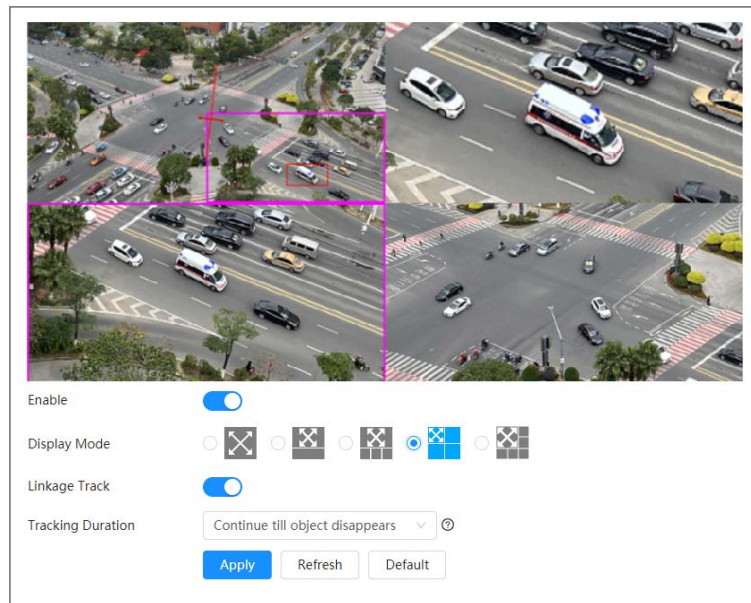 Enable
Display Mode
Linkage Track
Tracking Duration Continue till object disappears
Apply Refresh Default